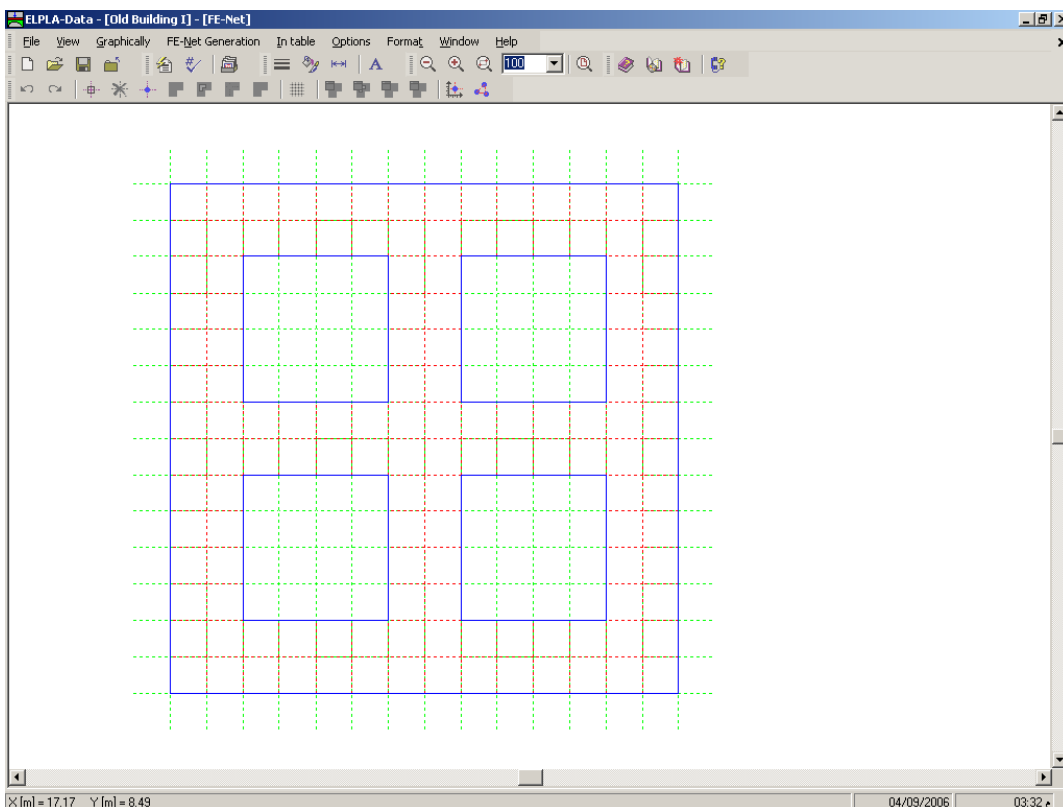 ELPLA-Data - [Old Building I] - [FE-Net]
File View Graphically FE-Net Generation In table Options Format Window Help
A 100
X [m] = 17.17 Y [m] = 8.49 04/09/2006 03:32